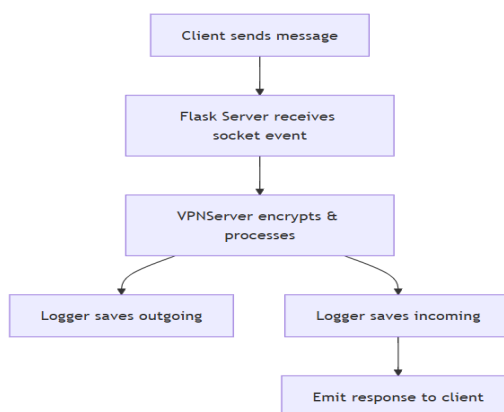 Client sends message
Flask Server receives
socket event
VPNServer encrypts &
processes
Logger saves outgoing
Logger saves incoming
Emit response to client